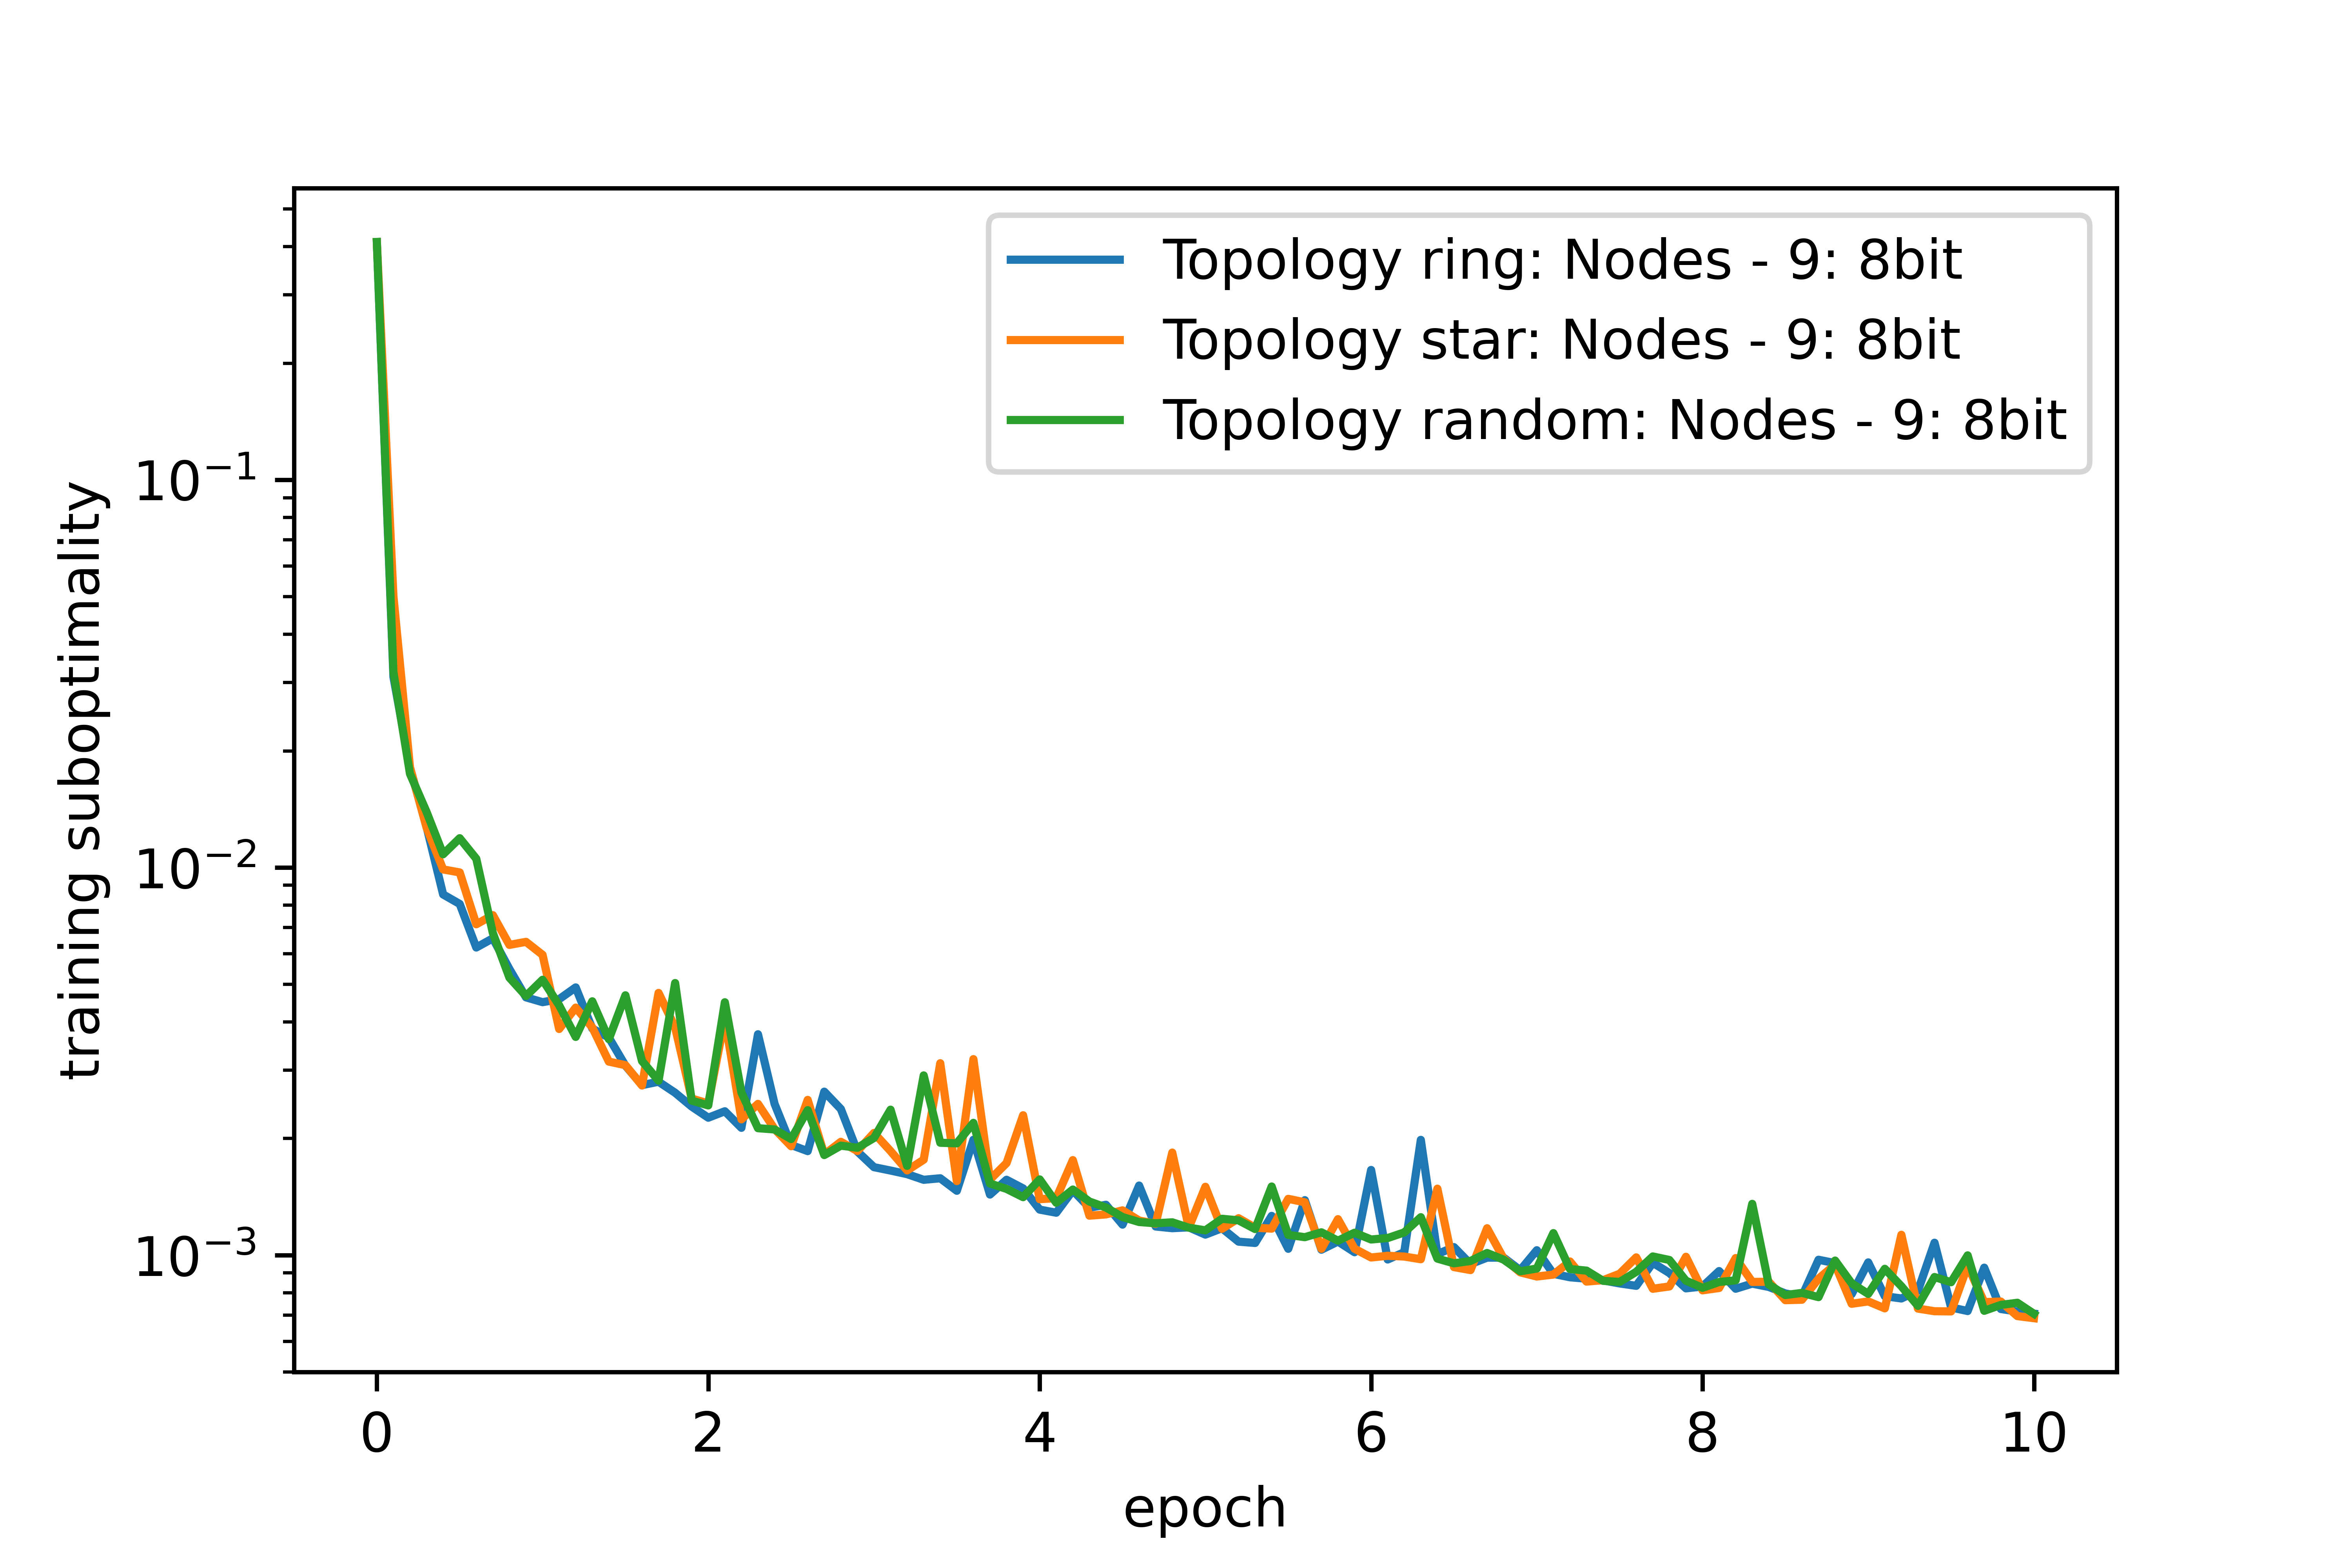 Topology ring: Nodes - 9: 8bit
Topology star: Nodes - 9: 8bit
Topology random: Nodes - 9: 8bit
training suboptimality
10⁻¹
10⁻²
10⁻³
0 2 4 6 8 10
epoch